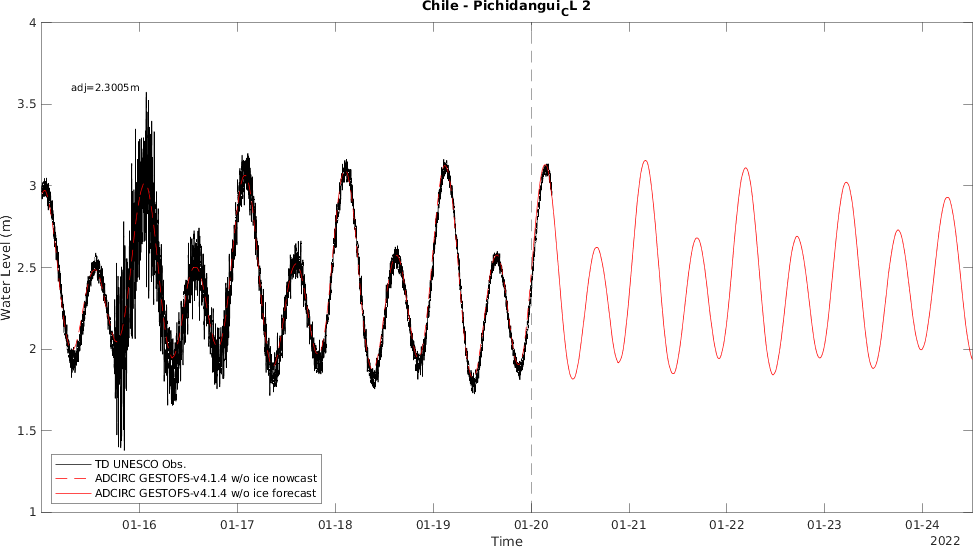 Chile - PichidanguiCL 2
4
3.5
3
2.5
2
1.5
1
Water Level (m)
adj=2.3005m
TD UNESCO Obs.
ADCIRC GESTOFS-v4.1.4 w/o ice nowcast
ADCIRC GESTOFS-v4.1.4 w/o ice forecast
01-16 01-17 01-18 01-19 01-20 01-21 01-22 01-23 01-24
Time
2022